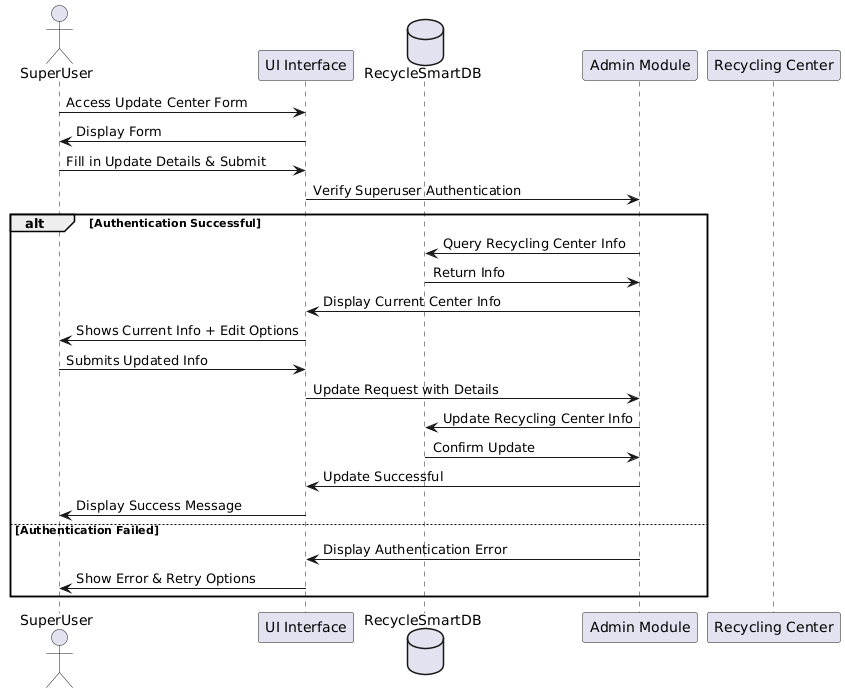 SuperUser
UI Interface
RecycleSmartDB
Admin Module
Recycling Center
Access Update Center Form
Display Form
Fill in Update Details & Submit
Verify Superuser Authentication
alt
[Authentication Successful]
Query Recycling Center Info
Return Info
Display Current Center Info
Shows Current Info + Edit Options
Submits Updated Info
Update Request with Details
Update Recycling Center Info
Confirm Update
Update Successful
Display Success Message
[Authentication Failed]
Display Authentication Error
Show Error & Retry Options
SuperUser
UI Interface
RecycleSmartDB
Admin Module
Recycling Center